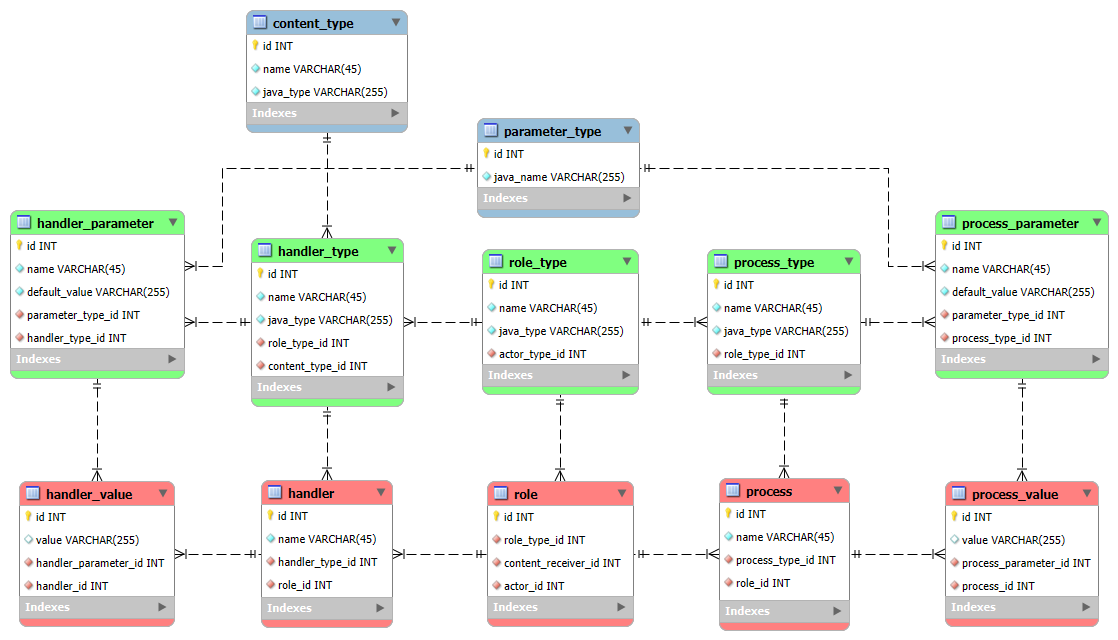 content_type
id INT
name VARCHAR(45)
java_type VARCHAR(255)
Indexes
parameter_type
id INT
java_name VARCHAR(255)
Indexes
handler_parameter
id INT
name VARCHAR(45)
default_value VARCHAR(255)
parameter_type_id INT
handler_type_id INT
Indexes
handler_type
id INT
name VARCHAR(45)
java_type VARCHAR(255)
role_type_id INT
content_type_id INT
Indexes
role_type
id INT
name VARCHAR(45)
java_type VARCHAR(255)
actor_type_id INT
Indexes
process_type
id INT
name VARCHAR(45)
java_type VARCHAR(255)
role_type_id INT
Indexes
process_parameter
id INT
name VARCHAR(45)
default_value VARCHAR(255)
parameter_type_id INT
process_type_id INT
Indexes
handler_value
id INT
value VARCHAR(255)
handler_parameter_id INT
handler_id INT
Indexes
handler
id INT
name VARCHAR(45)
handler_type_id INT
role_id INT
Indexes
role
id INT
role_type_id INT
content_receiver_id INT
actor_id INT
Indexes
process
id INT
name VARCHAR(45)
process_type_id INT
role_id INT
Indexes
process_value
id INT
value VARCHAR(255)
process_parameter_id INT
process_id INT
Indexes